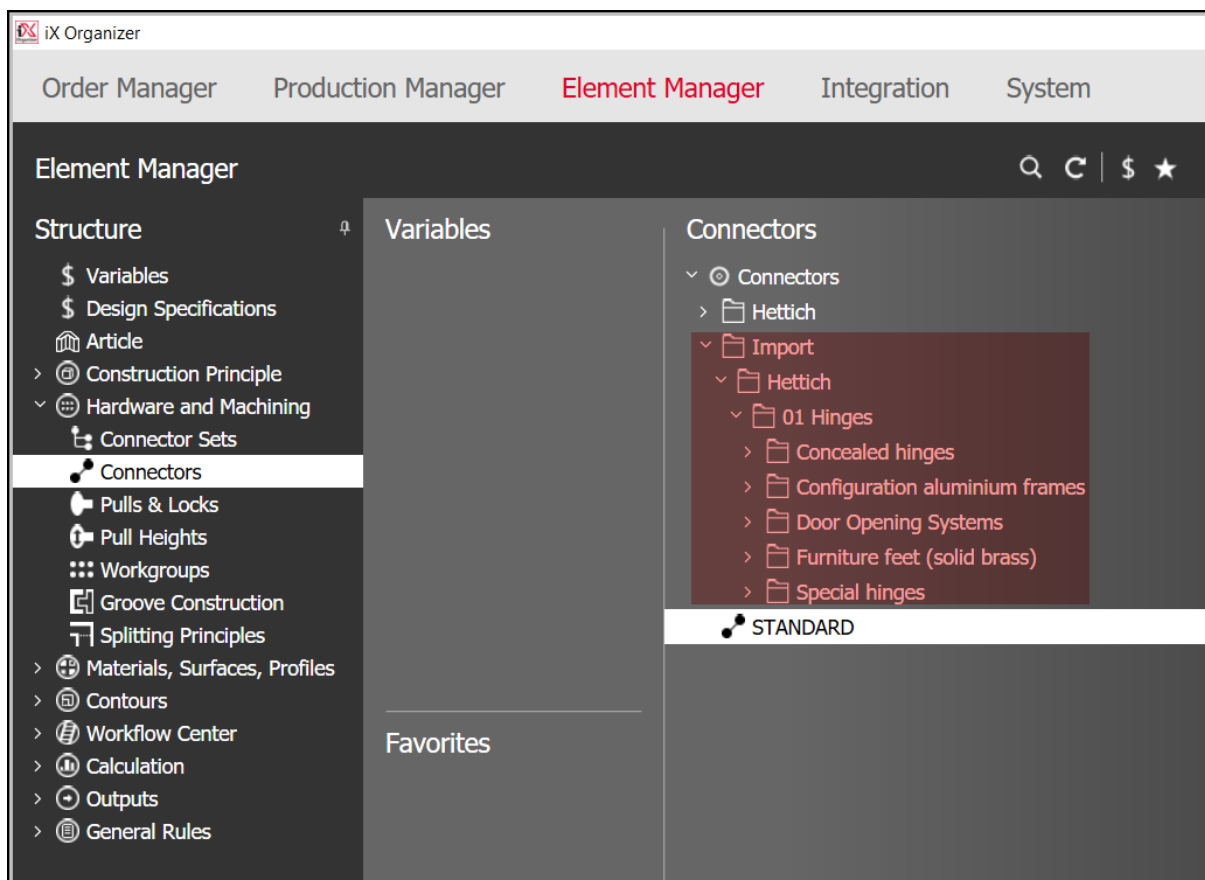 iX Organizer
Order Manager Production Manager Element Manager Integration System
Element Manager
Structure
$ Variables
$ Design Specifications
Article
Construction Principle
Hardware and Machining
Connector Sets
Connectors
Pulls & Locks
Pull Heights
Workgroups
Groove Construction
Splitting Principles
Materials, Surfaces, Profiles
Contours
Workflow Center
Calculation
Outputs
General Rules
Variables
Favorites
Connectors
Connectors
Hettich
Import
Hettich
01 Hinges
Concealed hinges
Configuration aluminium frames
Door Opening Systems
Furniture feet (solid brass)
Special hinges
STANDARD